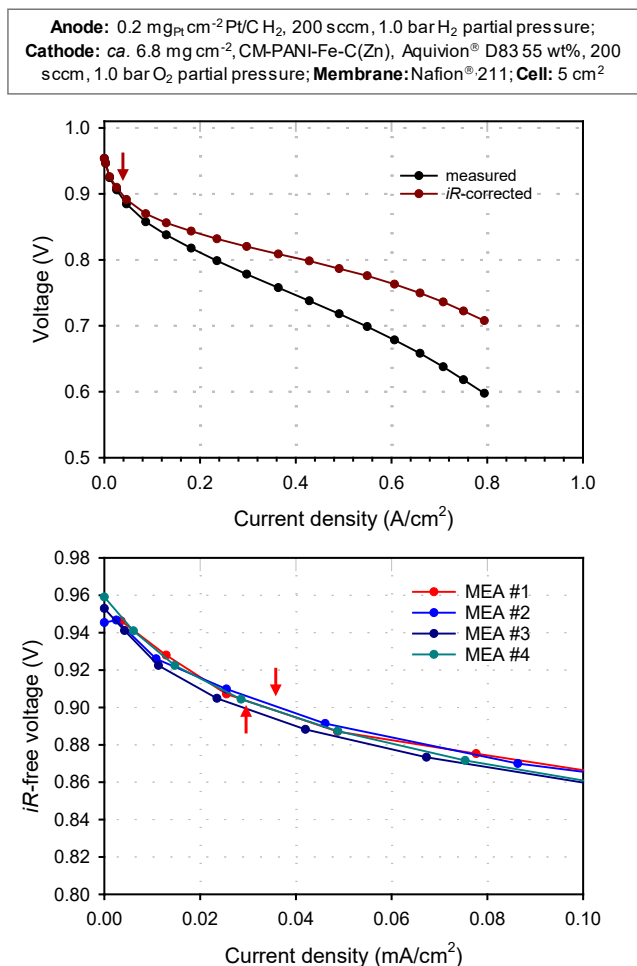 Anode: 0.2 mgPt cm-2 Pt/C H2, 200 sccm, 1.0 bar H2 partial pressure;
Cathode: ca. 6.8 mg cm-2, CM-PANI-Fe-C(Zn), Aquivion® D83 55 wt%, 200
sccm, 1.0 bar O2 partial pressure; Membrane: Nafion®,211; Cell: 5 cm2
1.0
0.9
0.8
0.7
0.6
0.5
Voltage (V)
measured
iR-corrected
0.0 0.2 0.4 0.6 0.8 1.0
Current density (A/cm2)
0.98
0.96
0.94
0.92
0.90
0.88
0.86
0.84
0.82
0.80
iR-free voltage (V)
MEA #1
MEA #2
MEA #3
MEA #4
0.00 0.02 0.04 0.06 0.08 0.10
Current density (mA/cm2)